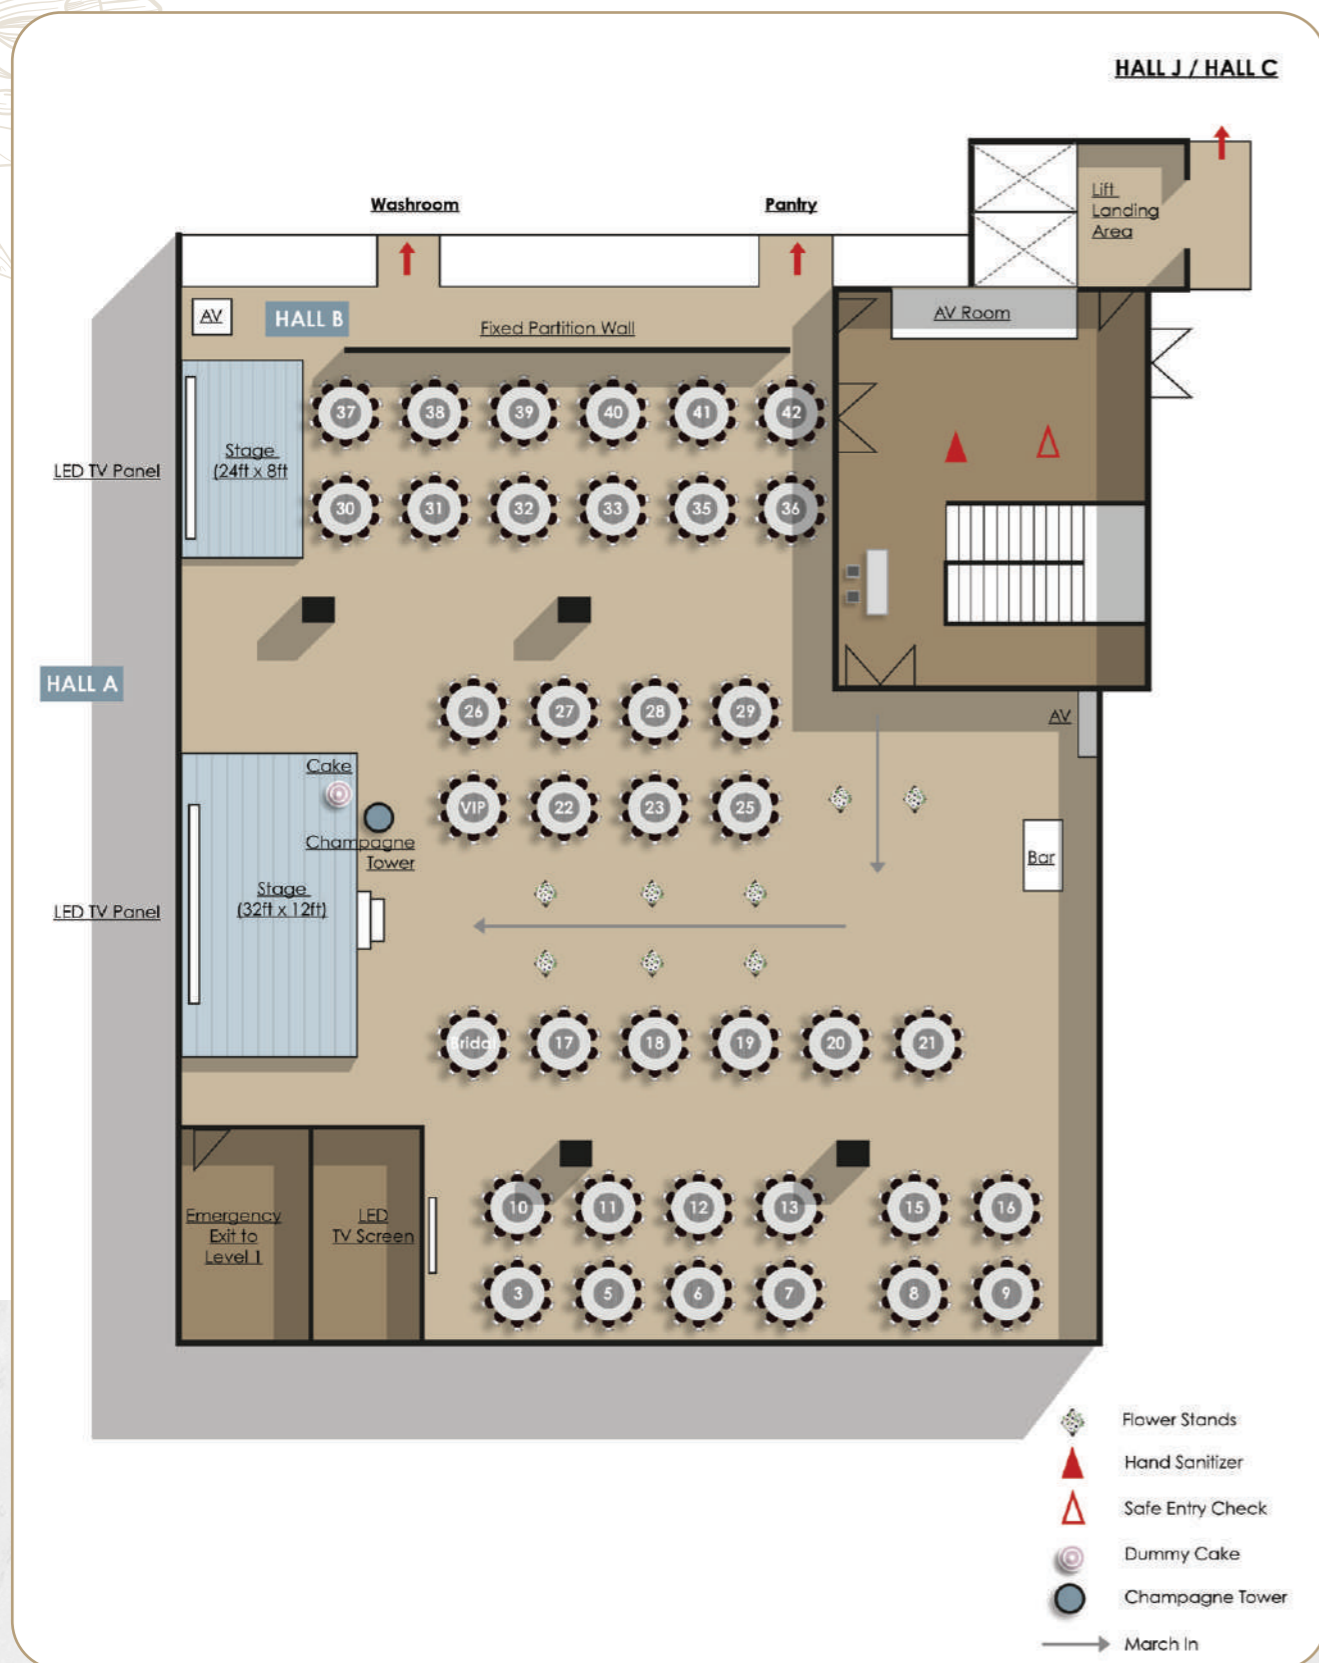 HALL J / HALL C
Lift
Landing
Area
Washroom
Pantry
AV
HALL B
Fixed Partition Wall
AV Room
37 38 39 40 41 42
LED TV Panel
Stage
(24ft x 8ft
30 31 32 33 35 36
HALL A
26 27 28 29
AV
Cake
VIP 22 23 25
Champagne
Tower
Bar
LED TV Panel
Stage
(32ft x 12ft)
Bridal 17 18 19 20 21
Emergency
Exit to
Level 1
LED
TV Screen
10 11 12 13 15 16
3 5 6 7 8 9
Flower Stands
Hand Sanitizer
Safe Entry Check
Dummy Cake
Champagne Tower
March In